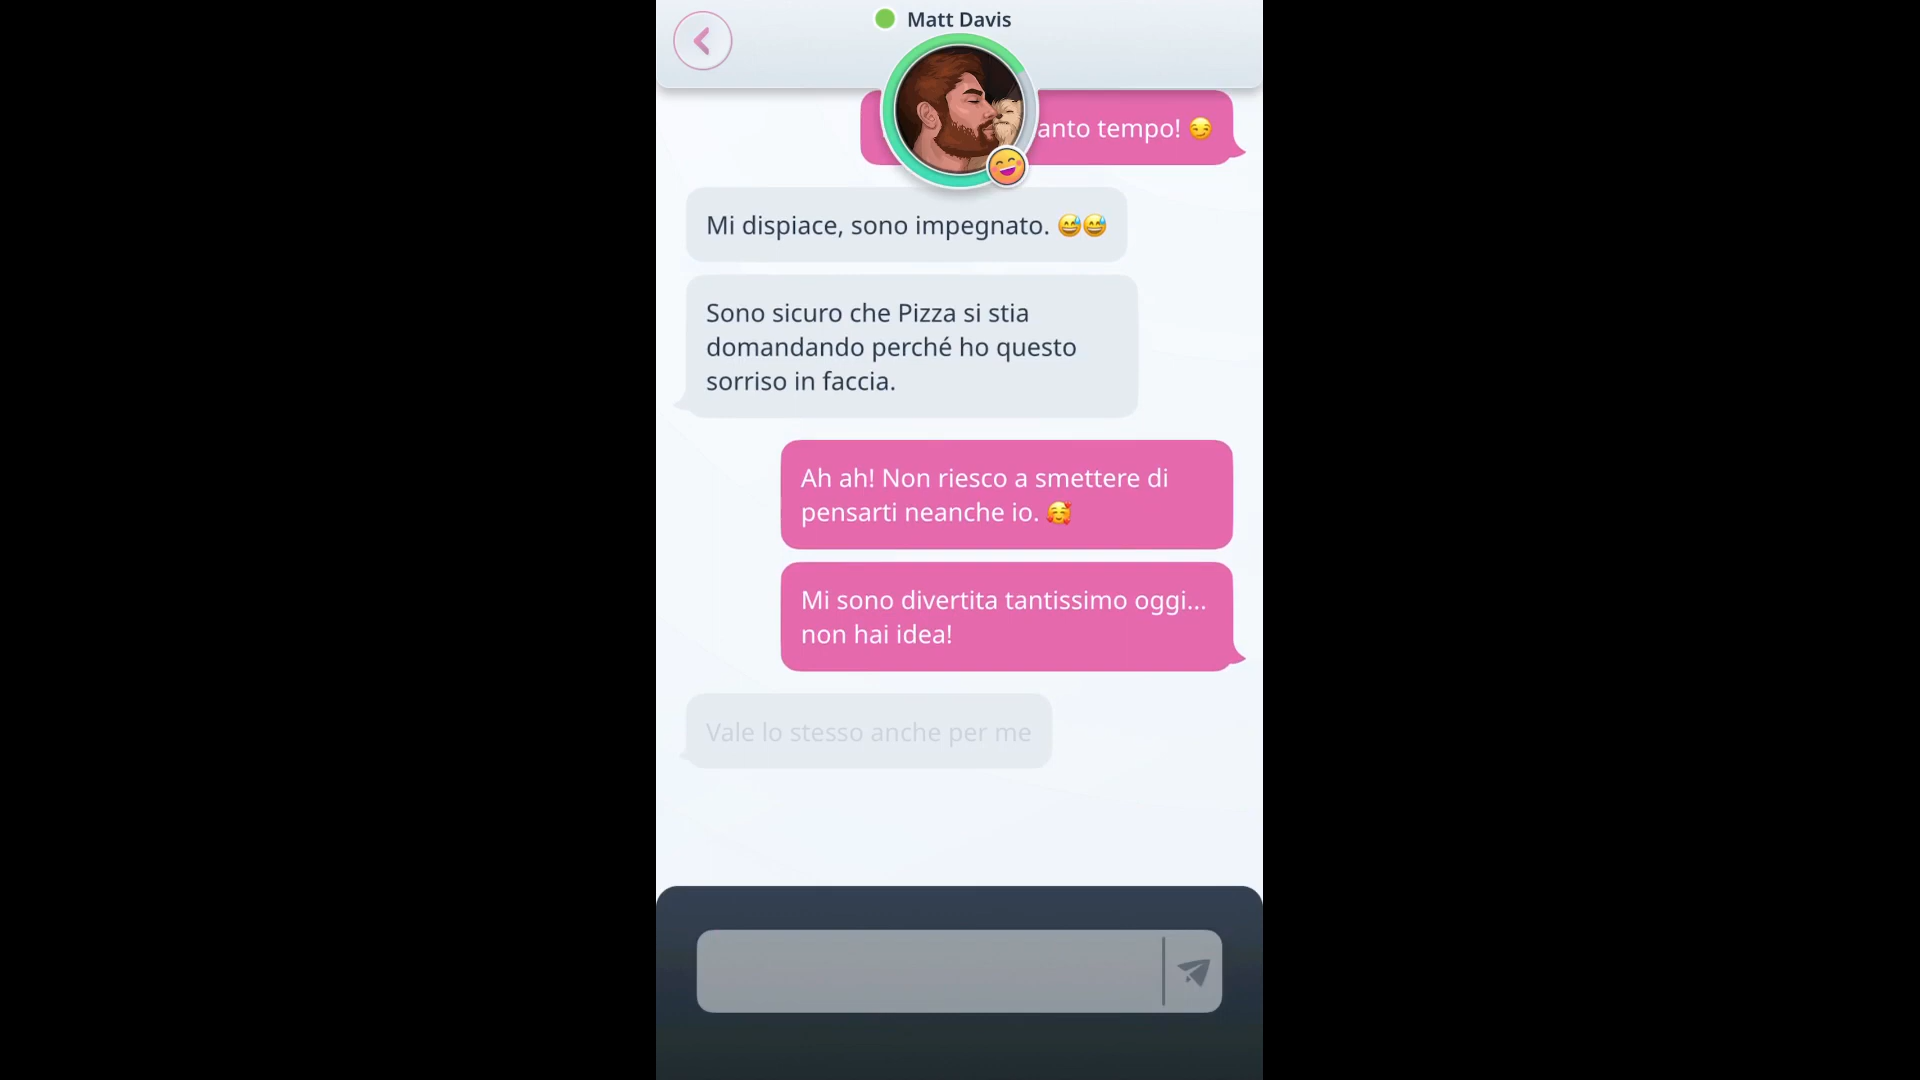 Matt Davis
anto tempo! 😏
Mi dispiace, sono impegnato. 😅😅
Sono sicuro che Pizza si stia
domandando perché ho questo
sorriso in faccia.
Ah ah! Non riesco a smettere di
pensarti neanche io. 🥰
Mi sono divertita tantissimo oggi...
non hai idea!
Vale lo stesso anche per me